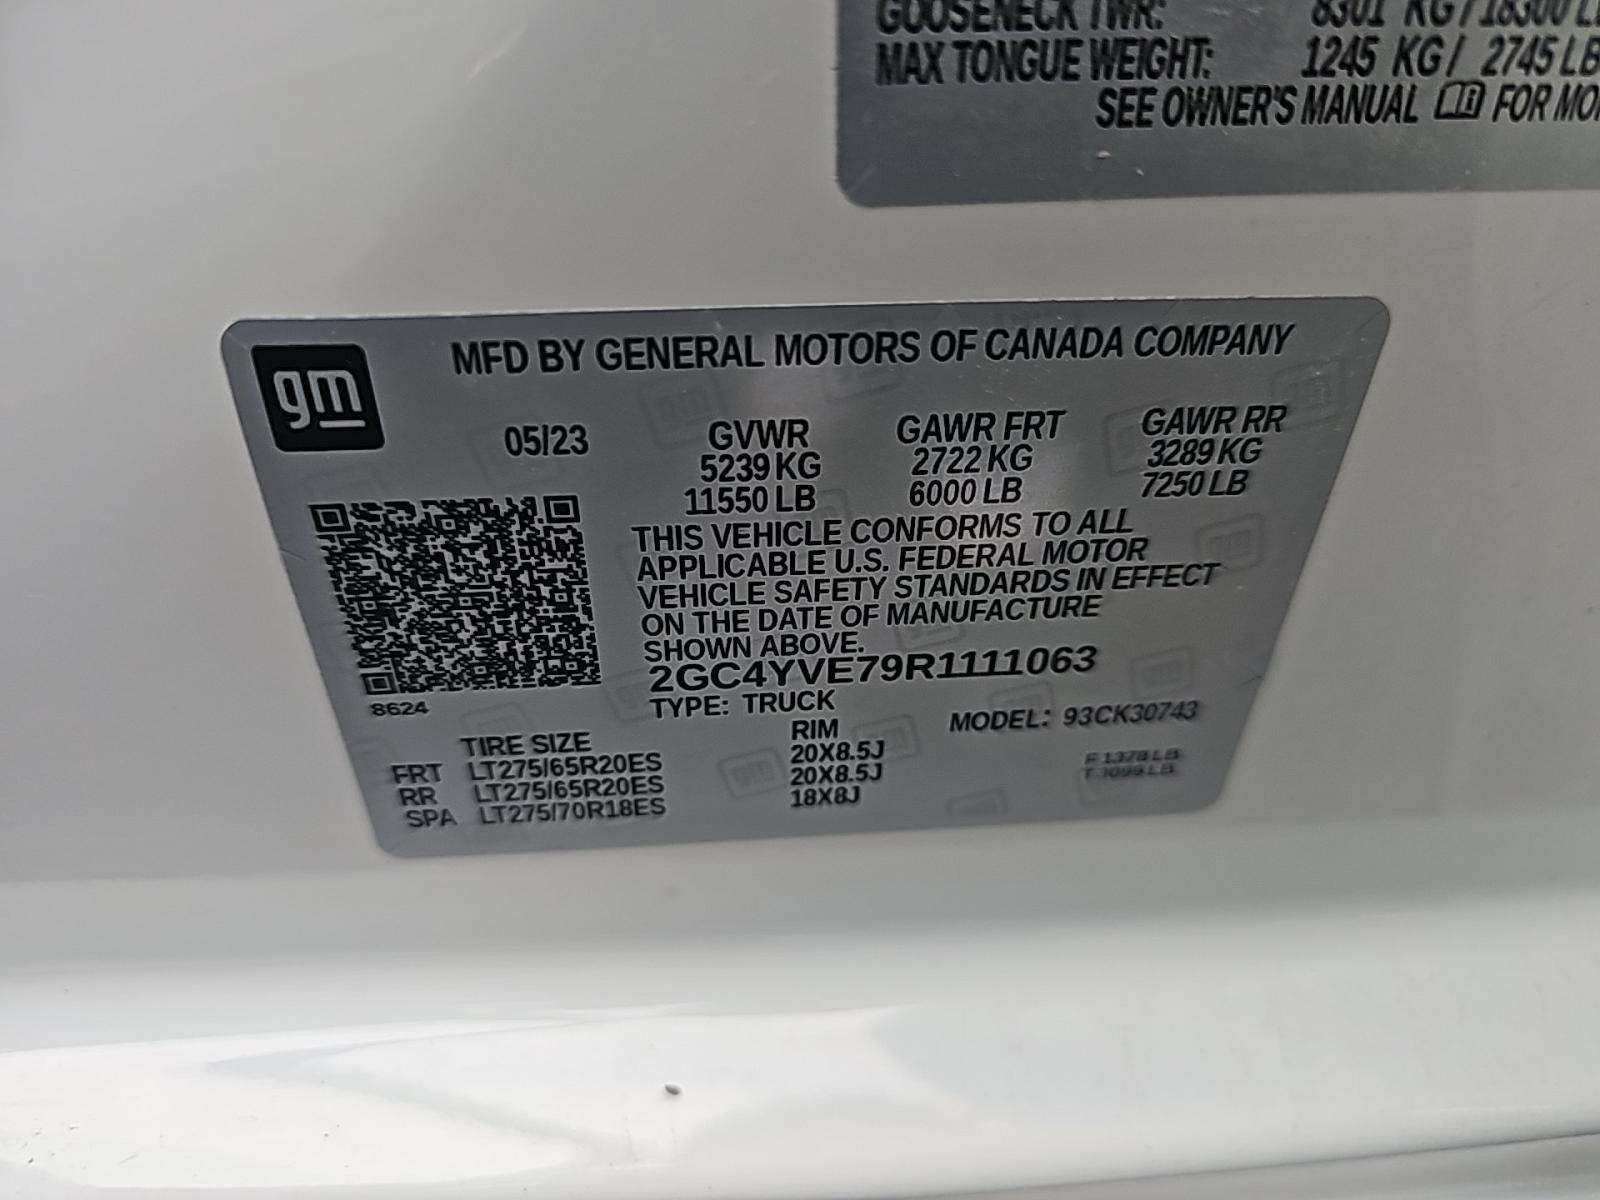 GOOSENECK TWR: 8301 KG / 18300
MAX TONGUE WEIGHT: 1245 KG / 2745 LB
SEE OWNER'S MANUAL FOR
gm
MFD BY GENERAL MOTORS OF CANADA COMPANY
05/23 GVWR GAWR FRT GAWR RR
5239 KG 2722 KG 3289 KG
11550 LB 6000 LB 7250 LB
THIS VEHICLE CONFORMS TO ALL
APPLICABLE U.S. FEDERAL MOTOR
VEHICLE SAFETY STANDARDS IN EFFECT
ON THE DATE OF MANUFACTURE
SHOWN ABOVE.
2GC4YVE79R1111063
8624
TYPE: TRUCK
MODEL: 93CK30743
TIRE SIZE RIM
FRT LT275/65R20ES 20X8.5J
RR LT275/65R20ES 20X8.5J
SPA LT275/70R18ES 18X8J
F 1378 LB
T 3099 LB